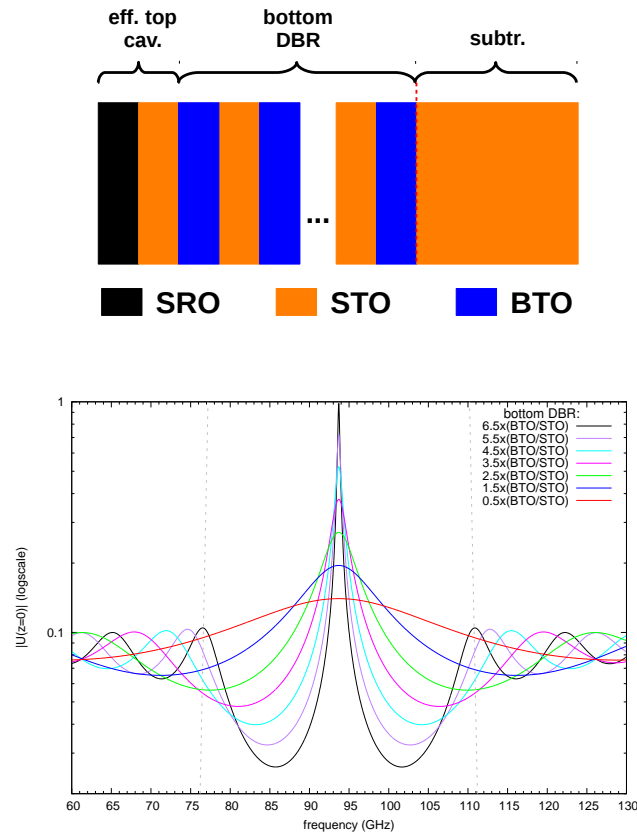 eff. top
cav.
bottom
DBR
subtr.
...
SRO
STO
BTO
1
0.1
|U(z=0)| (logscale)
bottom DBR:
6.5x(BTO/STO)
5.5x(BTO/STO)
4.5x(BTO/STO)
3.5x(BTO/STO)
2.5x(BTO/STO)
1.5x(BTO/STO)
0.5x(BTO/STO)
60 65 70 75 80 85 90 95 100 105 110 115 120 125 130
frequency (GHz)